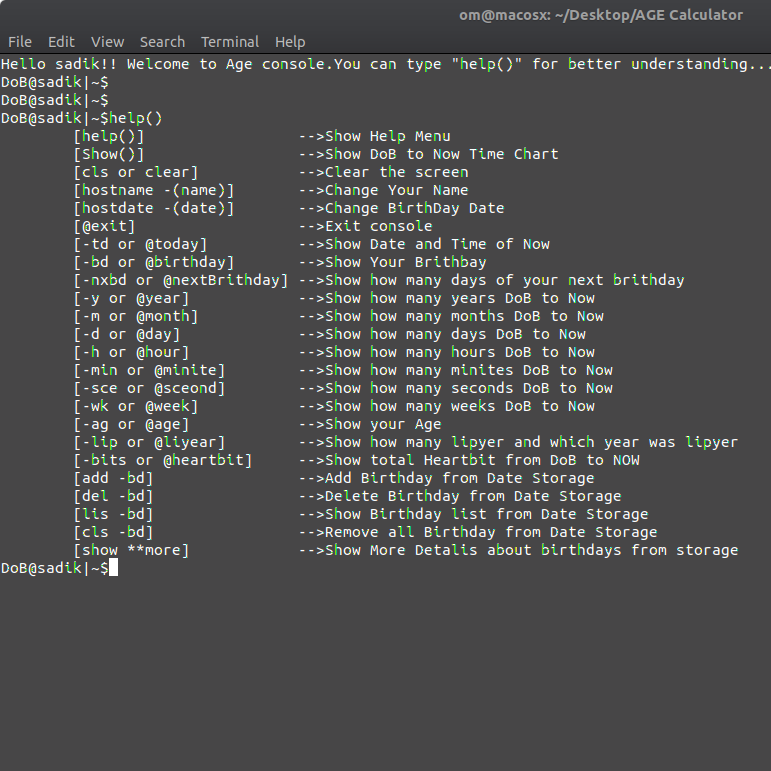 om@macosx: ~/Desktop/AGE Calculator
File Edit View Search Terminal Help
Hello sadik!! Welcome to Age console.You can type "help()" for better understanding...
DoB@sadik|~$
DoB@sadik|~$
DoB@sadik|~$help()
[help()] -->Show Help Menu
[Show()] -->Show DoB to Now Time Chart
[cls or clear] -->Clear the screen
[hostname -(name)] -->Change Your Name
[hostdate -(date)] -->Change BirthDay Date
[@exit] -->Exit console
[-td or @today] -->Show Date and Time of Now
[-bd or @birthday] -->Show Your Brithbay
[-nxbd or @nextBrithday] -->Show how many days of your next brithday
[-y or @year] -->Show how many years DoB to Now
[-m or @month] -->Show how many months DoB to Now
[-d or @day] -->Show how many days DoB to Now
[-h or @hour] -->Show how many hours DoB to Now
[-min or @minite] -->Show how many minites DoB to Now
[-sce or @sceond] -->Show how many seconds DoB to Now
[-wk or @week] -->Show how many weeks DoB to Now
[-ag or @age] -->Show your Age
[-lip or @liyear] -->Show how many lipyer and which year was lipyer
[-bits or @heartbit] -->Show total Heartbit from DoB to NOW
[add -bd] -->Add Birthday from Date Storage
[del -bd] -->Delete Birthday from Date Storage
[lis -bd] -->Show Birthday list from Date Storage
[cls -bd] -->Remove all Birthday from Date Storage
[show **more] -->Show More Detalis about birthdays from storage
DoB@sadik|~$